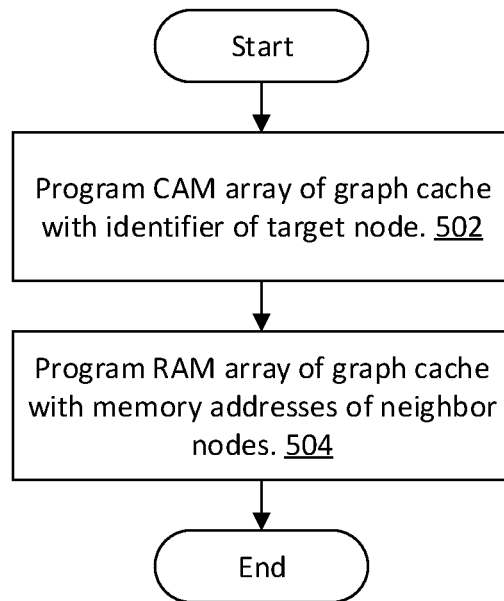 Start
Program CAM array of graph cache
with identifier of target node. 502
Program RAM array of graph cache
with memory addresses of neighbor
nodes. 504
End